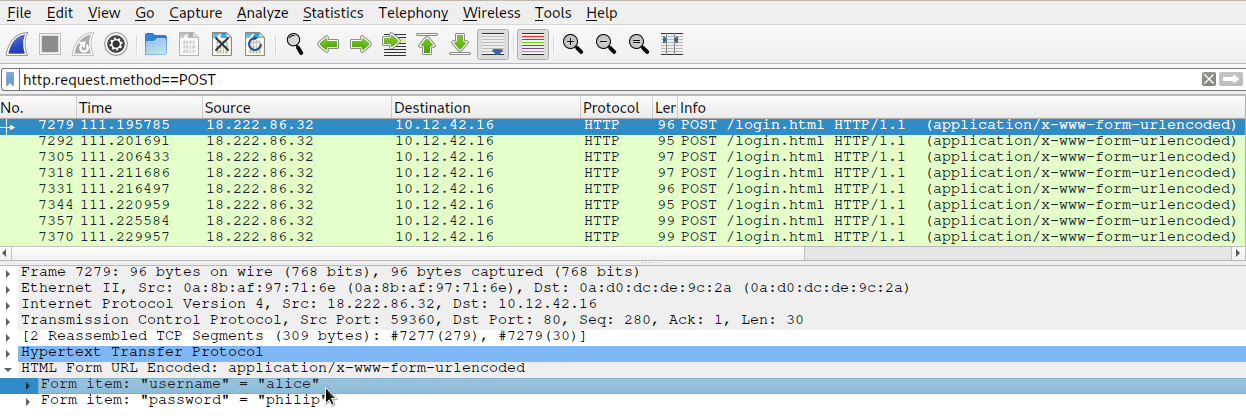 File Edit View Go Capture Analyze Statistics Telephony Wireless Tools Help
http.request.method==POST
No. Time Source Destination Protocol Ler Info
7279 111.195785 18.222.86.32 10.12.42.16 HTTP 96 POST /login.html HTTP/1.1 (application/x-www-form-urlencoded)
7292 111.201691 18.222.86.32 10.12.42.16 HTTP 95 POST /login.html HTTP/1.1 (application/x-www-form-urlencoded)
7305 111.206433 18.222.86.32 10.12.42.16 HTTP 97 POST /login.html HTTP/1.1 (application/x-www-form-urlencoded)
7318 111.211686 18.222.86.32 10.12.42.16 HTTP 97 POST /login.html HTTP/1.1 (application/x-www-form-urlencoded)
7331 111.216497 18.222.86.32 10.12.42.16 HTTP 96 POST /login.html HTTP/1.1 (application/x-www-form-urlencoded)
7344 111.220959 18.222.86.32 10.12.42.16 HTTP 95 POST /login.html HTTP/1.1 (application/x-www-form-urlencoded)
7357 111.225584 18.222.86.32 10.12.42.16 HTTP 99 POST /login.html HTTP/1.1 (application/x-www-form-urlencoded)
7370 111.229957 18.222.86.32 10.12.42.16 HTTP 99 POST /login.html HTTP/1.1 (application/x-www-form-urlencoded)
Frame 7279: 96 bytes on wire (768 bits), 96 bytes captured (768 bits)
Ethernet II, Src: 0a:8b:af:97:71:6e (0a:8b:af:97:71:6e), Dst: 0a:d0:dc:de:9c:2a (0a:d0:dc:de:9c:2a)
Internet Protocol Version 4, Src: 18.222.86.32, Dst: 10.12.42.16
Transmission Control Protocol, Src Port: 59360, Dst Port: 80, Seq: 280, Ack: 1, Len: 30
[2 Reassembled TCP Segments (309 bytes): #7277(279), #7279(30)]
Hypertext Transfer Protocol
HTML Form URL Encoded: application/x-www-form-urlencoded
Form item: "username" = "alice"
Form item: "password" = "philip"